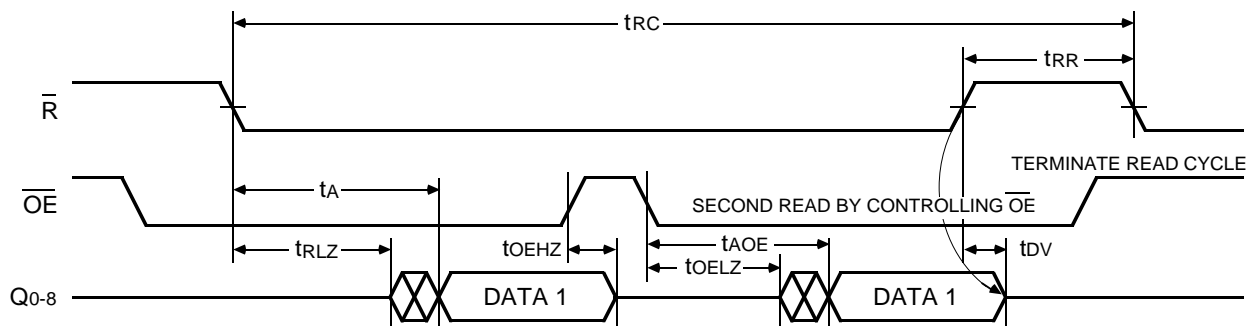 tRC
tRR
R
TERMINATE READ CYCLE
tA
OE
SECOND READ BY CONTROLLING OE
tRLZ
tOEHZ
tAOE
tDV
tOELZ
Q0-8
DATA 1
DATA 1